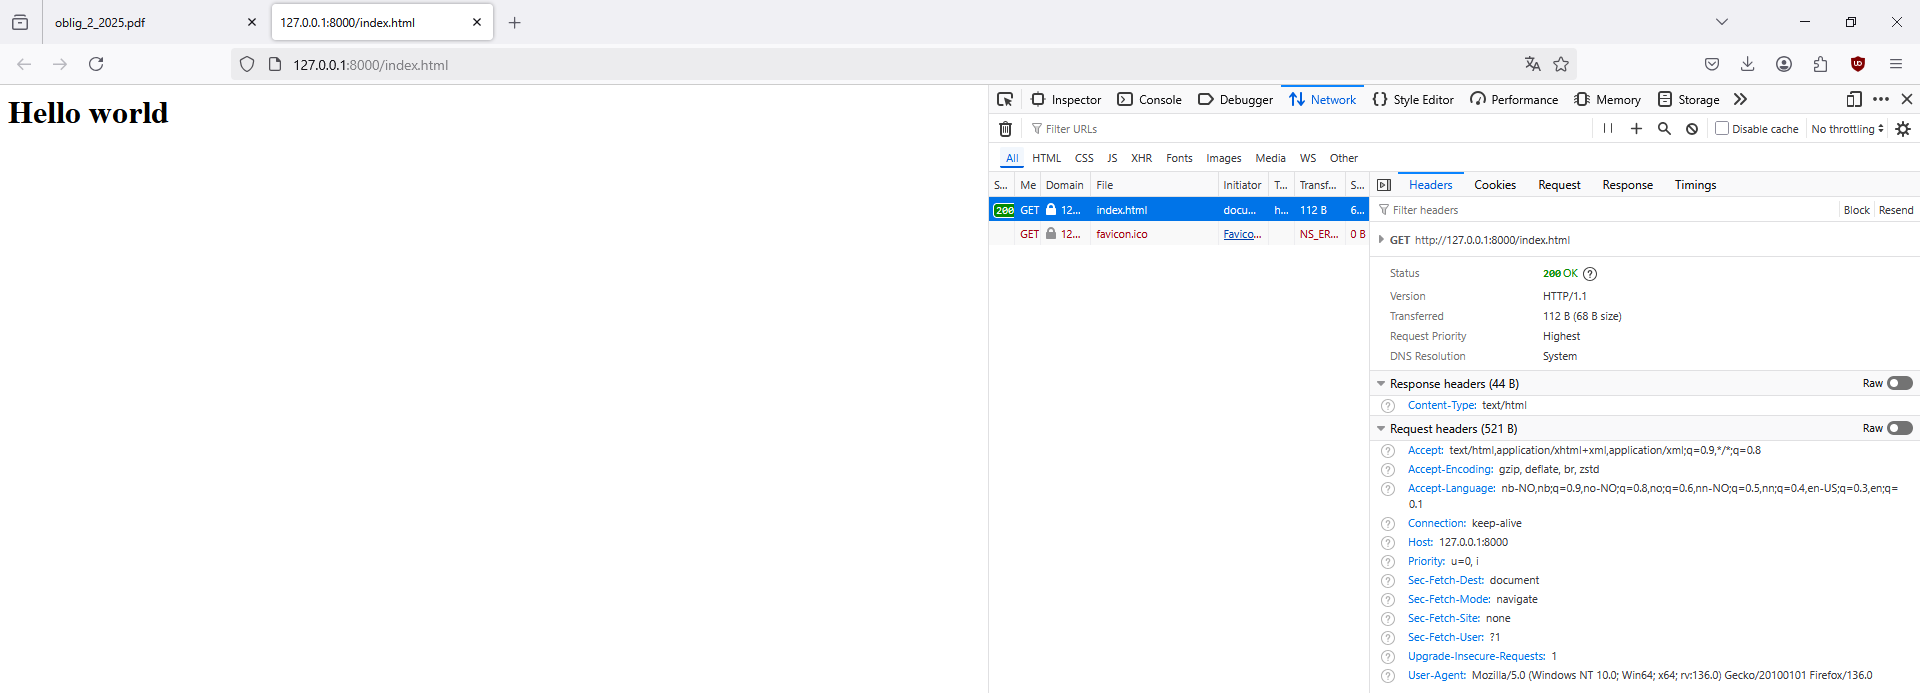 oblig_2_2025.pdf
127.0.0.1:8000/index.html
127.0.0.1:8000/index.html
Hello world
Inspector Console Debugger Network Style Editor Performance Memory Storage
Filter URLs
Disable cache No throttling
All HTML CSS JS XHR Fonts Images Media WS Other
S... Me Domain File Initiator T... Transf... S...
200 GET 12... index.html docu... h... 112 B 6...
GET 12... favicon.ico Favico... NS_ER... 0 B
Headers Cookies Request Response Timings
Filter headers Block Resend
GET http://127.0.0.1:8000/index.html
Status 200 OK ?
Version HTTP/1.1
Transferred 112 B (68 B size)
Request Priority Highest
DNS Resolution System
Response headers (44 B) Raw
? Content-Type: text/html
Request headers (521 B) Raw
? Accept: text/html,application/xhtml+xml,application/xml;q=0.9,*/*;q=0.8
? Accept-Encoding: gzip, deflate, br, zstd
? Accept-Language: nb-NO,nb;q=0.9,no-NO;q=0.8,no;q=0.6,nn-NO;q=0.5,nn;q=0.4,en-US;q=0.3,en;q=
0.1
? Connection: keep-alive
? Host: 127.0.0.1:8000
? Priority: u=0, i
? Sec-Fetch-Dest: document
? Sec-Fetch-Mode: navigate
? Sec-Fetch-Site: none
? Sec-Fetch-User: ?1
? Upgrade-Insecure-Requests: 1
? User-Agent: Mozilla/5.0 (Windows NT 10.0; Win64; x64; rv:136.0) Gecko/20100101 Firefox/136.0